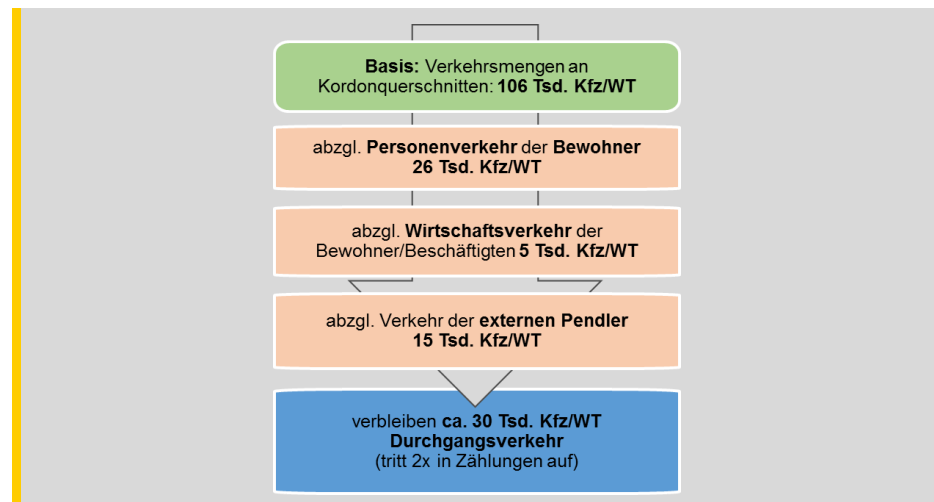 Basis: Verkehrsmengen an
Kordonquerschnitten: 106 Tsd. Kfz/WT
abzgl. Personenverkehr der Bewohner
26 Tsd. Kfz/WT
abzgl. Wirtschaftsverkehr der
Bewohner/Beschäftigten 5 Tsd. Kfz/WT
abzgl. Verkehr der externen Pendler
15 Tsd. Kfz/WT
verbleiben ca. 30 Tsd. Kfz/WT
Durchgangsverkehr
(tritt 2x in Zählungen auf)